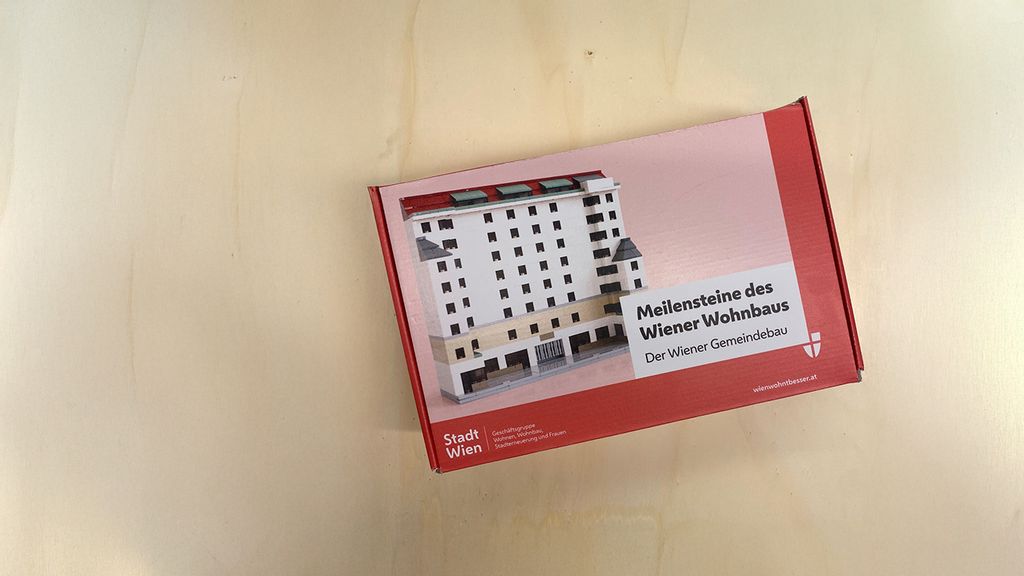 Meilensteine des
Wiener Wohnbaus
Der Wiener Gemeindebau
wienwohntbesser.at
Stadt
Wien
Geschäftsgruppe
Wohnen, Wohnbau,
Stadterneuerung und Frauen